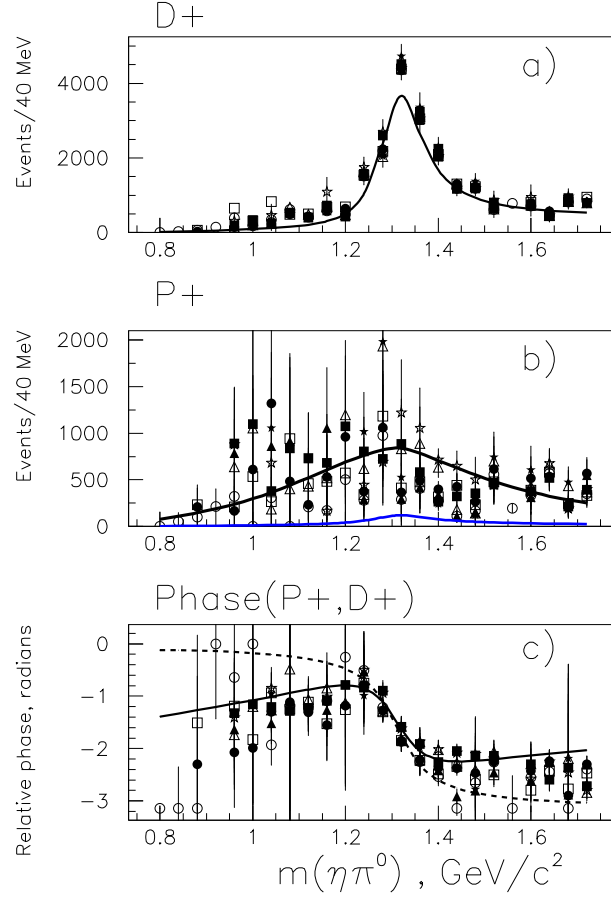 D+
a)
Events/40 MeV
4000
2000
0
0.8 1 1.2 1.4 1.6
P+
b)
Events/40 MeV
2000
1500
1000
500
0
0.8 1 1.2 1.4 1.6
Phase(P+,D+)
c)
Relative phase, radians
0
−1
−2
−3
0.8 1 1.2 1.4 1.6
m(ηπ⁰) , GeV/c²